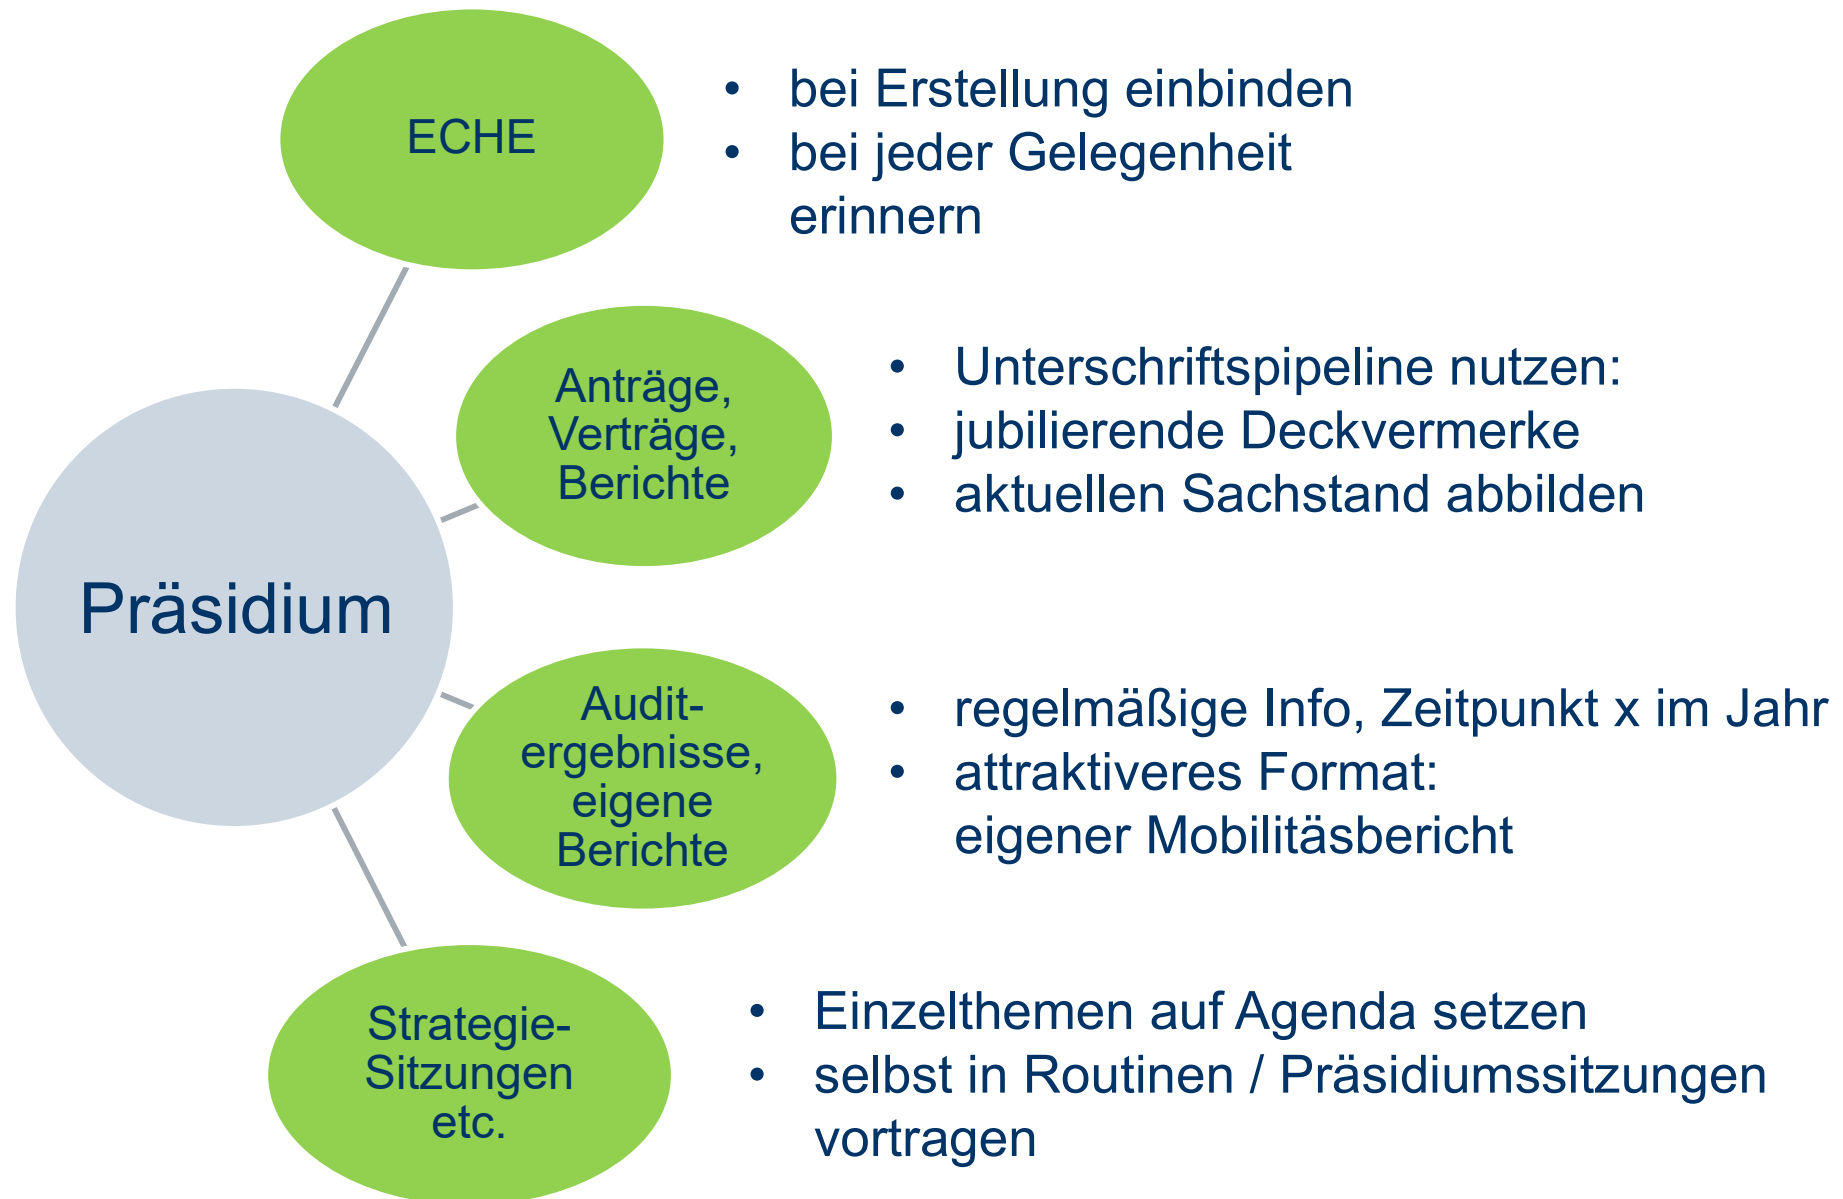 ECHE
• bei Erstellung einbinden
• bei jeder Gelegenheit
erinnern
Anträge,
Verträge,
Berichte
• Unterschriftspipeline nutzen:
• jubilierende Deckvermerke
• aktuellen Sachstand abbilden
Präsidium
Audit-
ergebnisse,
eigene
Berichte
• regelmäßige Info, Zeitpunkt x im Jahr
• attraktiveres Format:
eigener Mobilitäsbericht
Strategie-
Sitzungen
etc.
• Einzelthemen auf Agenda setzen
• selbst in Routinen / Präsidiumssitzungen
vortragen